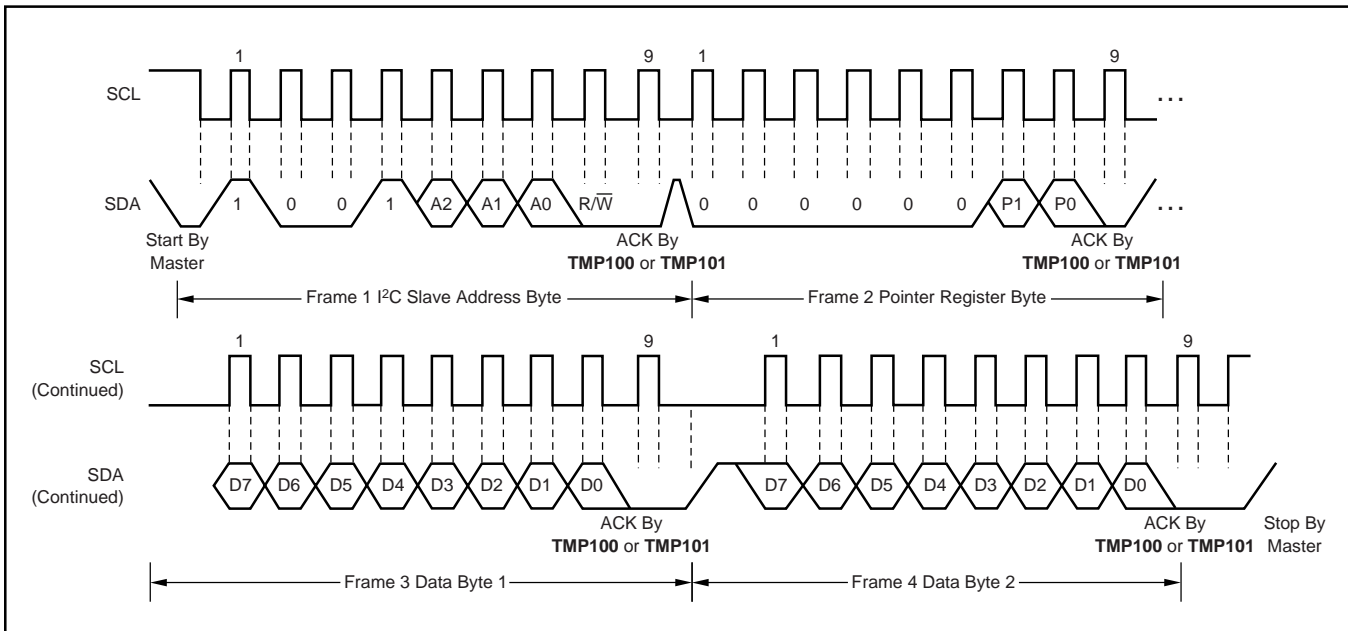 1 9 1 9
SCL ...
SDA 1 0 0 1 A2 A1 A0 R/W̅ 0 0 0 0 0 0 P1 P0 ...
Start By Master
ACK By TMP100 or TMP101
ACK By TMP100 or TMP101
Frame 1 I²C Slave Address Byte
Frame 2 Pointer Register Byte
1 9 1 9
SCL (Continued)
SDA (Continued)
D7 D6 D5 D4 D3 D2 D1 D0 D7 D6 D5 D4 D3 D2 D1 D0
ACK By TMP100 or TMP101
ACK By TMP100 or TMP101
Stop By Master
Frame 3 Data Byte 1
Frame 4 Data Byte 2